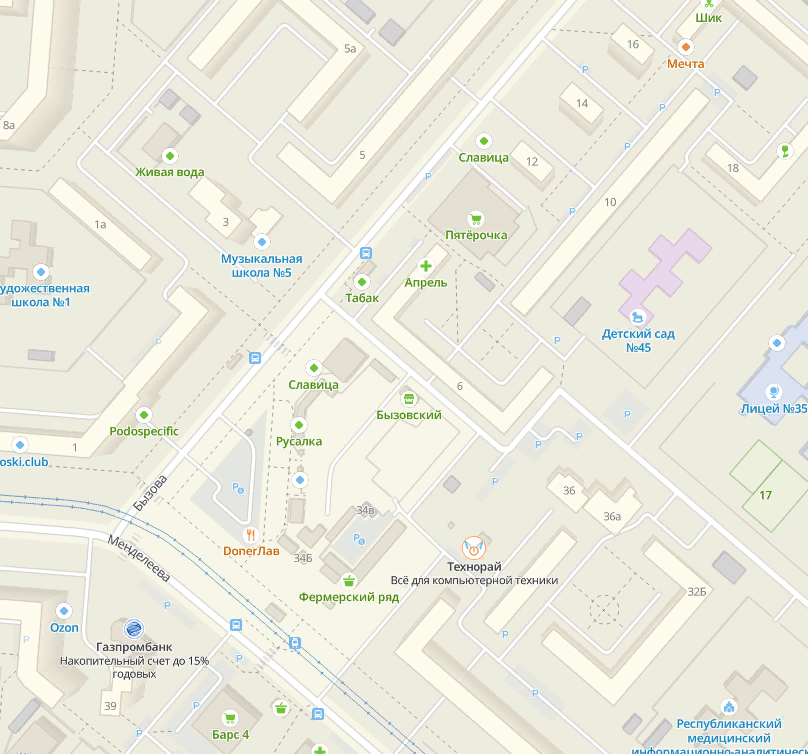 Шик
16
5а
Мечта
P
P
14
8а
P
Славица
5
12
18
Живая вода
P
10
P
1а
3
Пятёрочка
Музыкальная
школа №5
Апрель
удожественная
школа №1
Табак
Детский сад
№45
P
P
Славица
6
Лицей №35
Бызовский
P
Podospecific
Русалка
P
P
1
oski.club
P
P
Бызова
36
17
34в
36а
P
Менделеева
DonerЛав
34Б
Технорай
Всё для компьютерной техники
Фермерский ряд
32Б
P
Ozon
P
P
Газпромбанк
Накопительный счет до 15%
годовых
P
P
39
P
Барс 4
Республиканский
медицинский
информационно-аналитичес